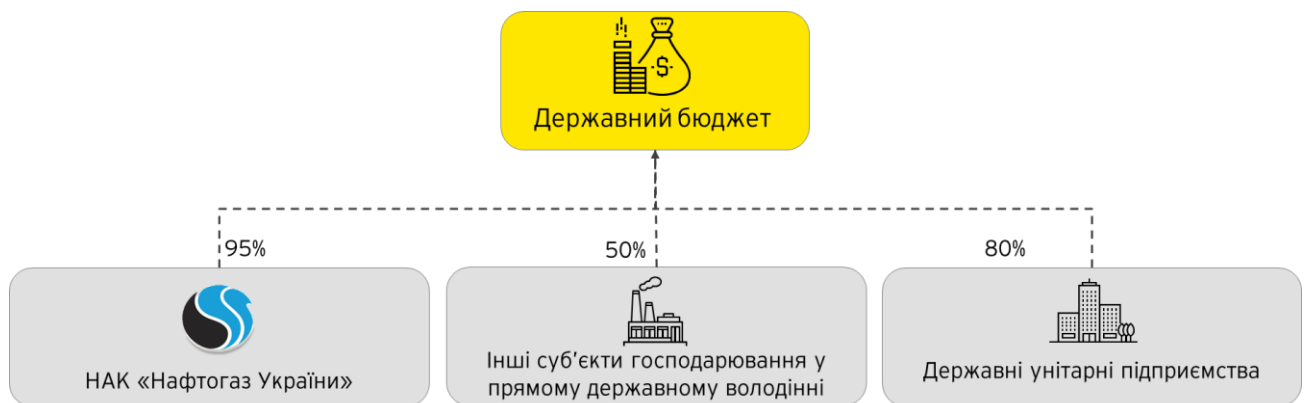 $
Державний бюджет
95%
50%
80%
НАК «Нафтогаз України»
Інші суб’єкти господарювання у
прямому державному володінні
Державні унітарні підприємства